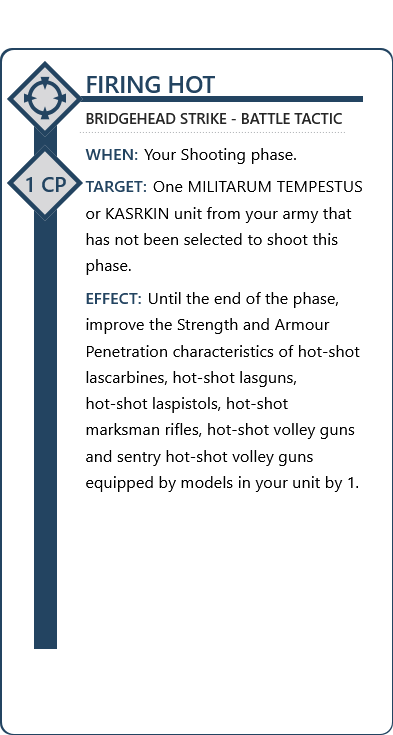 FIRING HOT
BRIDGEHEAD STRIKE - BATTLE TACTIC
WHEN: Your Shooting phase.
1 CP
TARGET: One MILITARUM TEMPESTUS
or KASRKIN unit from your army that
has not been selected to shoot this
phase.
EFFECT: Until the end of the phase,
improve the Strength and Armour
Penetration characteristics of hot-shot
lascarbines, hot-shot lasguns,
hot-shot laspistols, hot-shot
marksman rifles, hot-shot volley guns
and sentry hot-shot volley guns
equipped by models in your unit by 1.